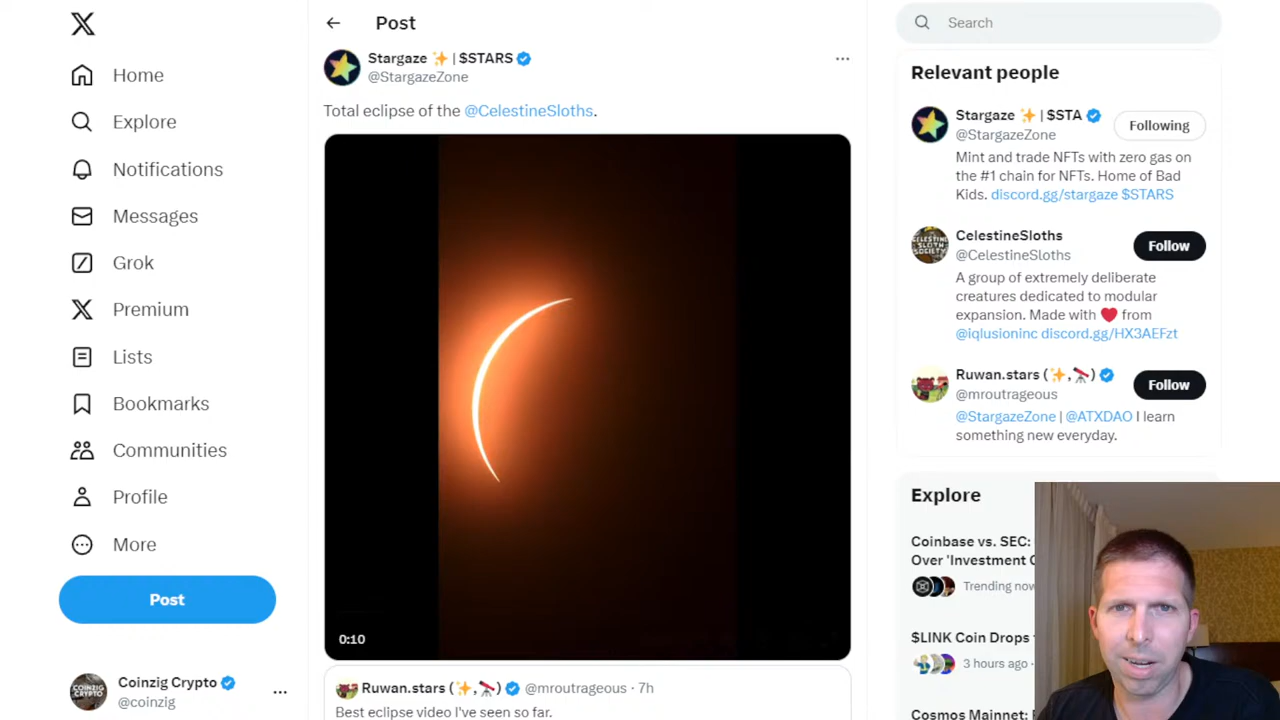 Home
Explore
Notifications
Messages
Grok
Premium
Lists
Bookmarks
Communities
Profile
More
Post
Coinzig Crypto
@coinzig
Post
Stargaze ✨ | $STARS
@StargazeZone
Total eclipse of the @CelestineSloths.
0:10
Ruwan.stars (✨,🔭) @mroutrageous · 7h
Best eclipse video I've seen so far.
Search
Relevant people
Stargaze ✨ | $STA
@StargazeZone
Following
Mint and trade NFTs with zero gas on
the #1 chain for NFTs. Home of Bad
Kids. discord.gg/stargaze $STARS
CelestineSloths
@CelestineSloths
Follow
A group of extremely deliberate
creatures dedicated to modular
expansion. Made with ❤️ from
@iqlusioninc discord.gg/HX3AEFzt
Ruwan.stars (✨,🔭)
@mroutrageous
Follow
@StargazeZone | @ATXDAO I learn
something new everyday.
Explore
Coinbase vs. SEC:
Over 'Investment
Trending now
$LINK Coin Drops
3 hours ago ·
Cosmos Mainnet: